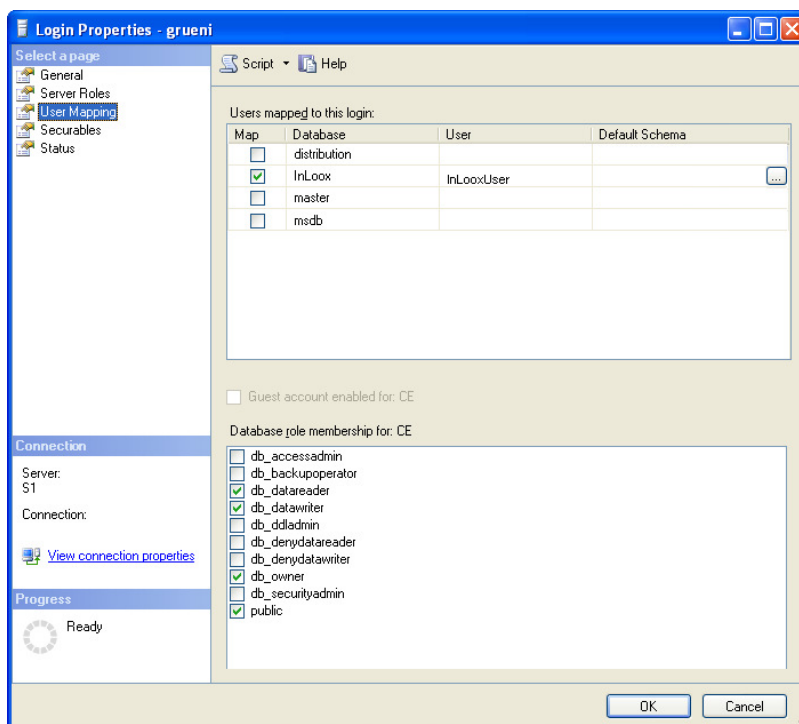 Login Properties - grueni
Select a page
General
Server Roles
User Mapping
Securables
Status
Script Help
Users mapped to this login:
Map Database User Default Schema
distribution
InLoox InLooxUser ...
master
msdb
Guest account enabled for: CE
Database role membership for: CE
db_accessadmin
db_backupoperator
db_datareader
db_datawriter
db_ddladmin
db_denydatareader
db_denydatawriter
db_owner
db_securityadmin
public
Connection
Server:
S1
Connection:
View connection properties
Progress
Ready
OK Cancel